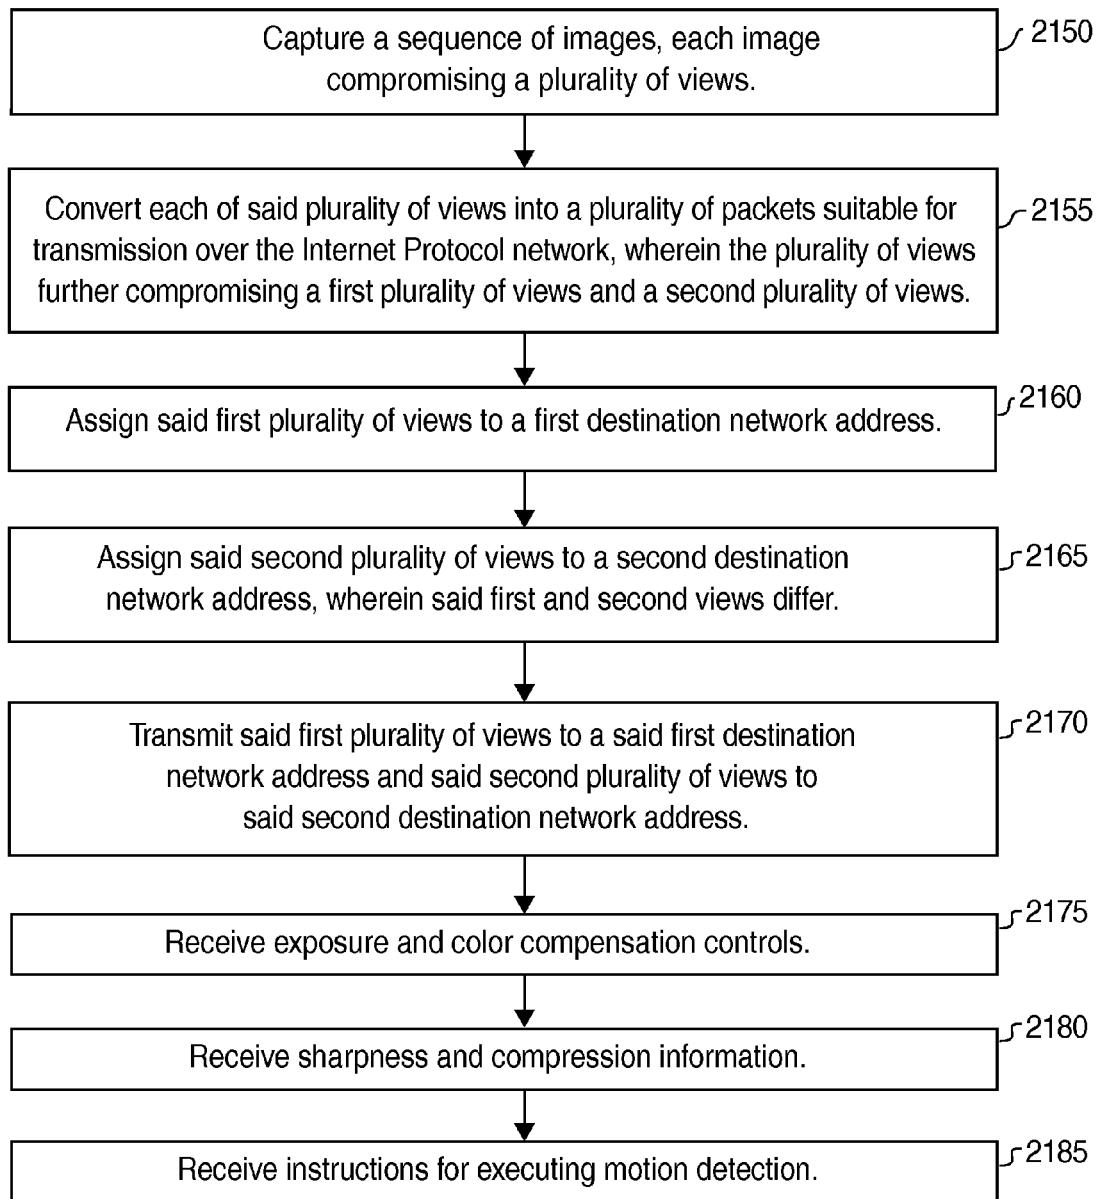 Capture a sequence of images, each image
compromising a plurality of views.
2150
Convert each of said plurality of views into a plurality of packets suitable for
transmission over the Internet Protocol network, wherein the plurality of views
further compromising a first plurality of views and a second plurality of views.
2155
Assign said first plurality of views to a first destination network address.
2160
Assign said second plurality of views to a second destination
network address, wherein said first and second views differ.
2165
Transmit said first plurality of views to a said first destination
network address and said second plurality of views to
said second destination network address.
2170
Receive exposure and color compensation controls.
2175
Receive sharpness and compression information.
2180
Receive instructions for executing motion detection.
2185